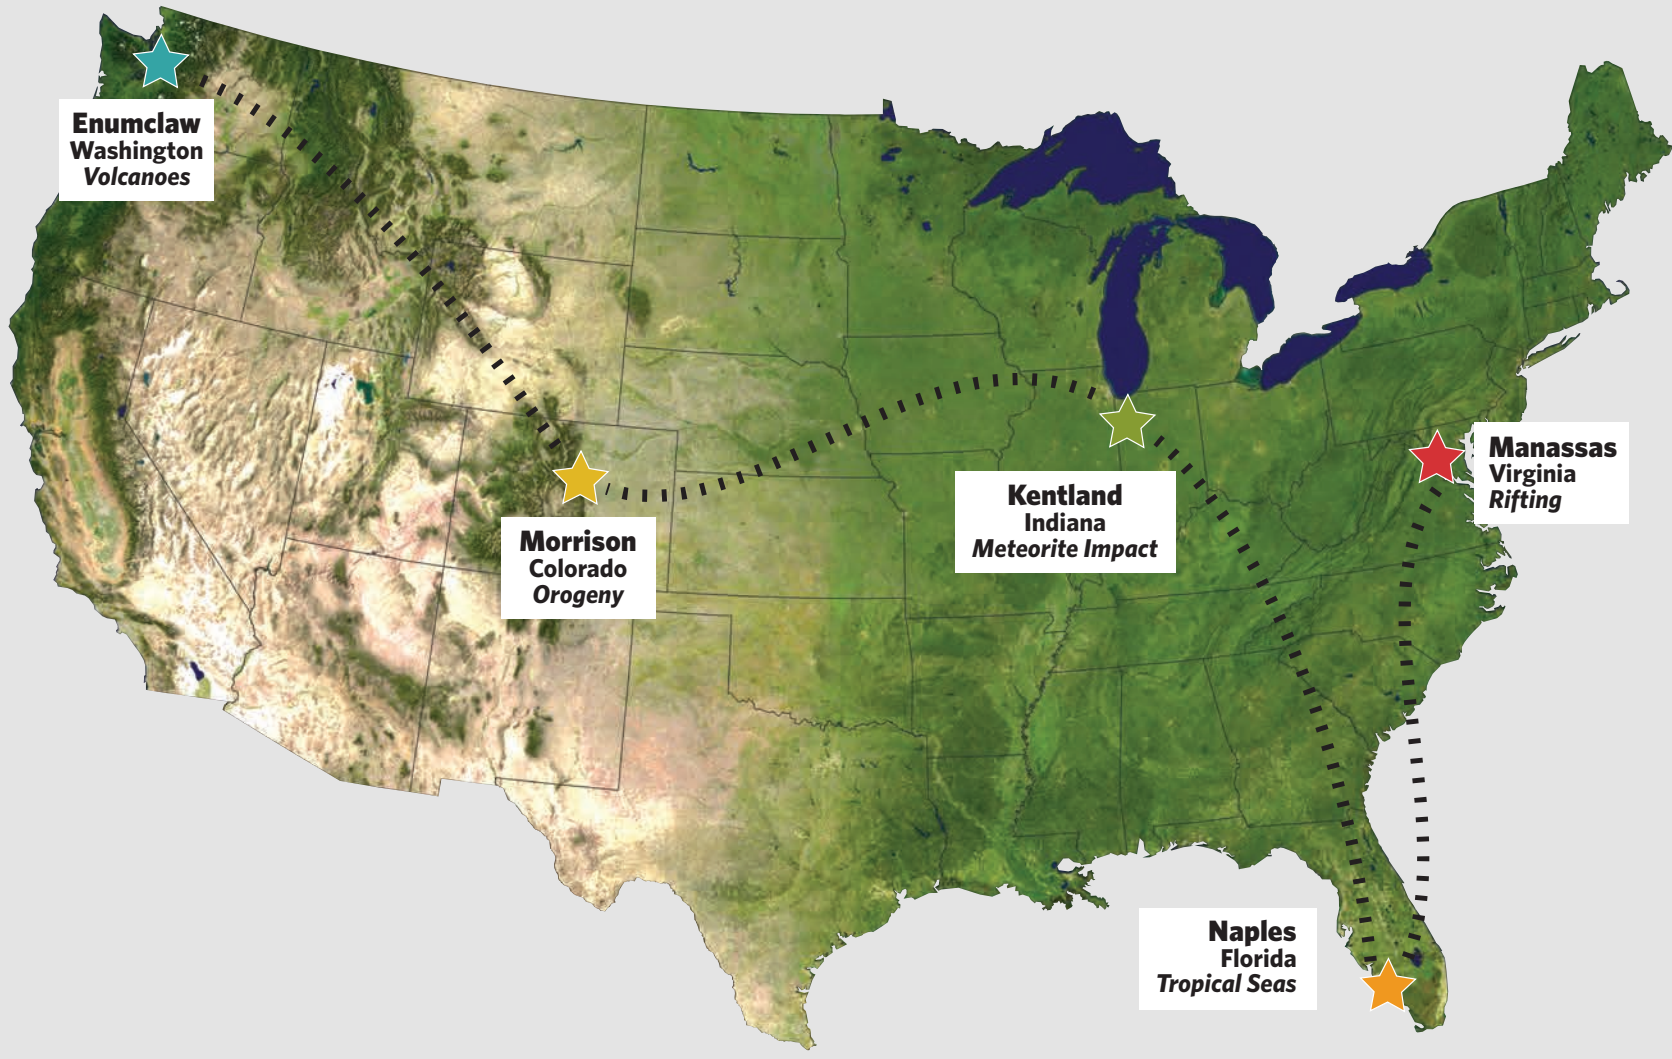 Enumclaw
Washington
Volcanoes
Morrison
Colorado
Orogeny
Kentland
Indiana
Meteorite Impact
Manassas
Virginia
Rifting
Naples
Florida
Tropical Seas